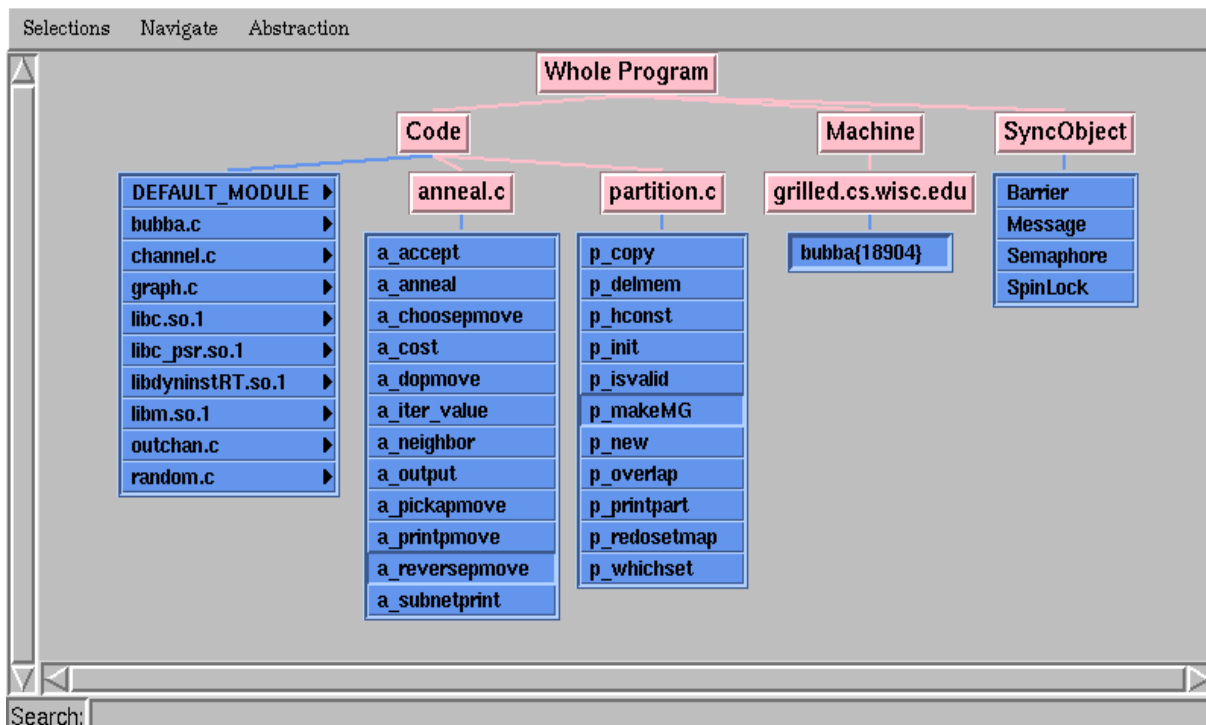 Selections Navigate Abstraction
Whole Program
Code
Machine
SyncObject
DEFAULT_MODULE
bubba.c
channel.c
graph.c
libc.so.1
libc_psr.so.1
libdyninstRT.so.1
libm.so.1
outchan.c
random.c
anneal.c
a_accept
a_anneal
a_choosepmove
a_cost
a_dopmove
a_iter_value
a_neighbor
a_output
a_pickapmove
a_printpmove
a_reversepmove
a_subnetprint
partition.c
p_copy
p_delmem
p_hconst
p_init
p_isvalid
p_makeMG
p_new
p_overlap
p_printpart
p_redosetmap
p_whichset
grilled.cs.wisc.edu
bubba{18904}
Barrier
Message
Semaphore
SpinLock
Search: